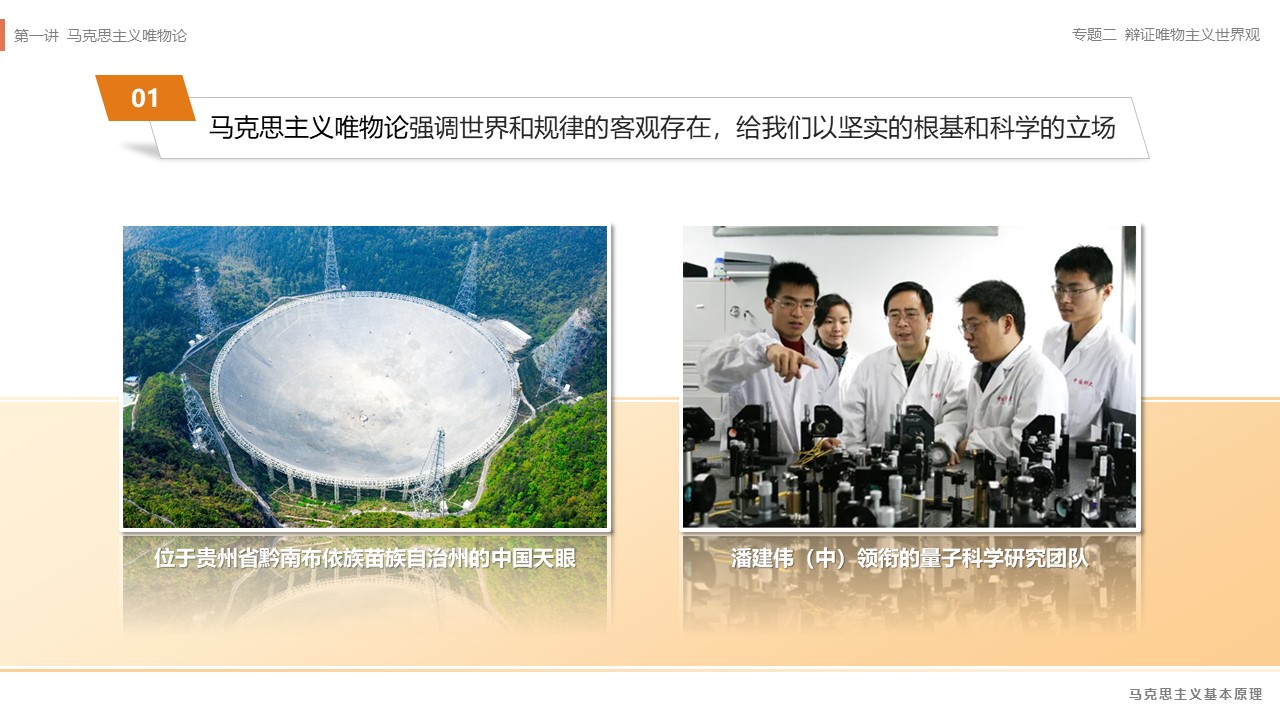 第一讲 马克思主义唯物论
专题二 辩证唯物主义世界观
01
马克思主义唯物论强调世界和规律的客观存在，给我们以坚实的根基和科学的立场
位于贵州省黔南布依族苗族自治州的中国天眼
潘建伟（中）领衔的量子科学研究团队
马克思主义基本原理